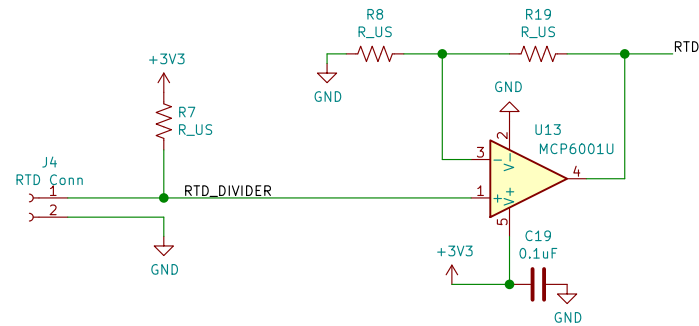 R8
R_US
R19
R_US
RTD
+3V3
GND
GND
R7
R_US
2
U13
MCP6001U
3
-
V-
4
J4
RTD Conn
1
RTD_DIVIDER
1
+
V+
2
5
GND
+3V3
C19
0.1uF
GND